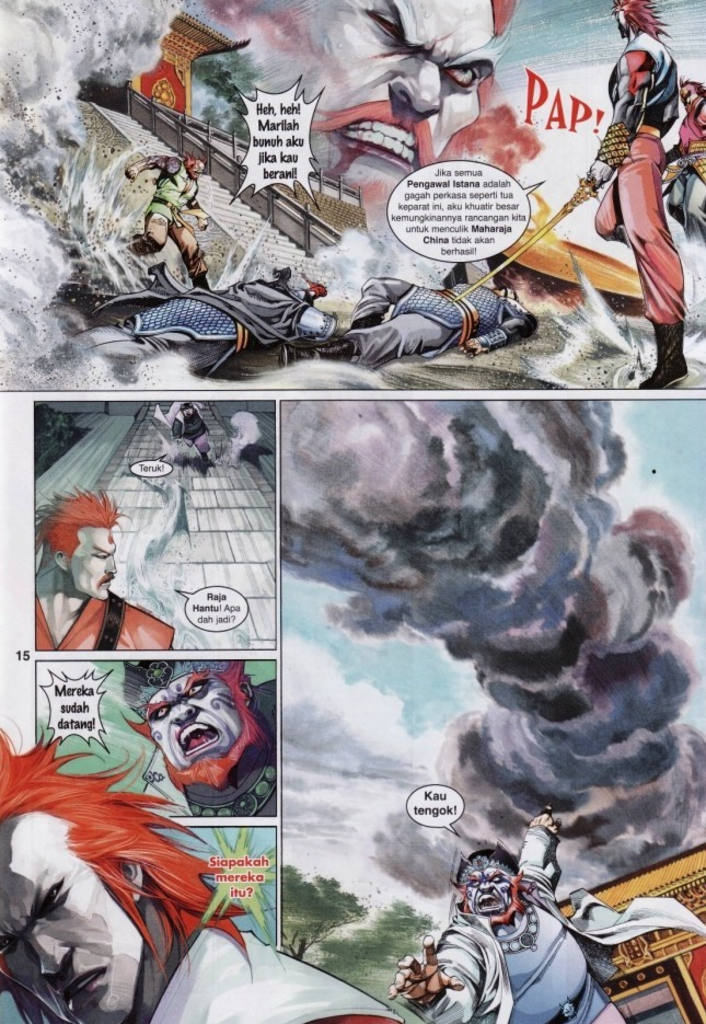 Heh, heh!
Marilah
bunuh aku
jika kau
berani!
PAP!
Jika semua
Pengawal Istana adalah
gagah perkasa seperti tua
keparat ini, aku khuatir besar
kemungkinannya rancangan kita
untuk menculik Maharaja
China tidak akan
berhasil!
Teruk!
Raja
Hantu! Apa
dah jadi?
15
Mereka
sudah
datang!
Siapakah
mereka
itu?
Kau
tengok!